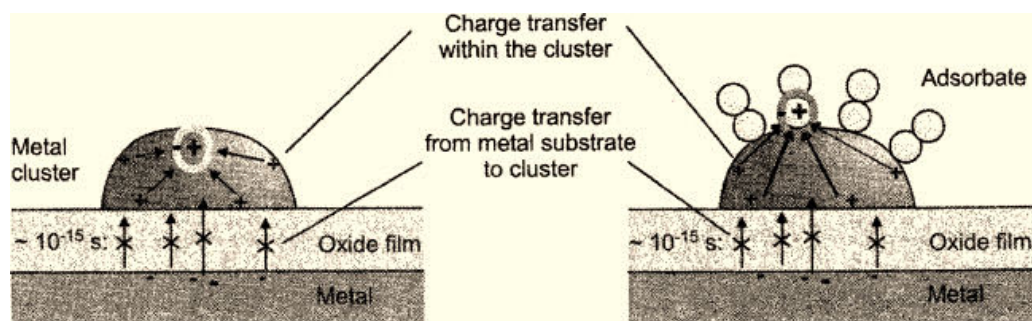 Charge transfer
within the cluster
Adsorbate
Metal
cluster
Charge transfer
from metal substrate
to cluster
~ 10⁻¹⁵ s:
Oxide film
Metal
~ 10⁻¹⁵ s:
Oxide film
Metal